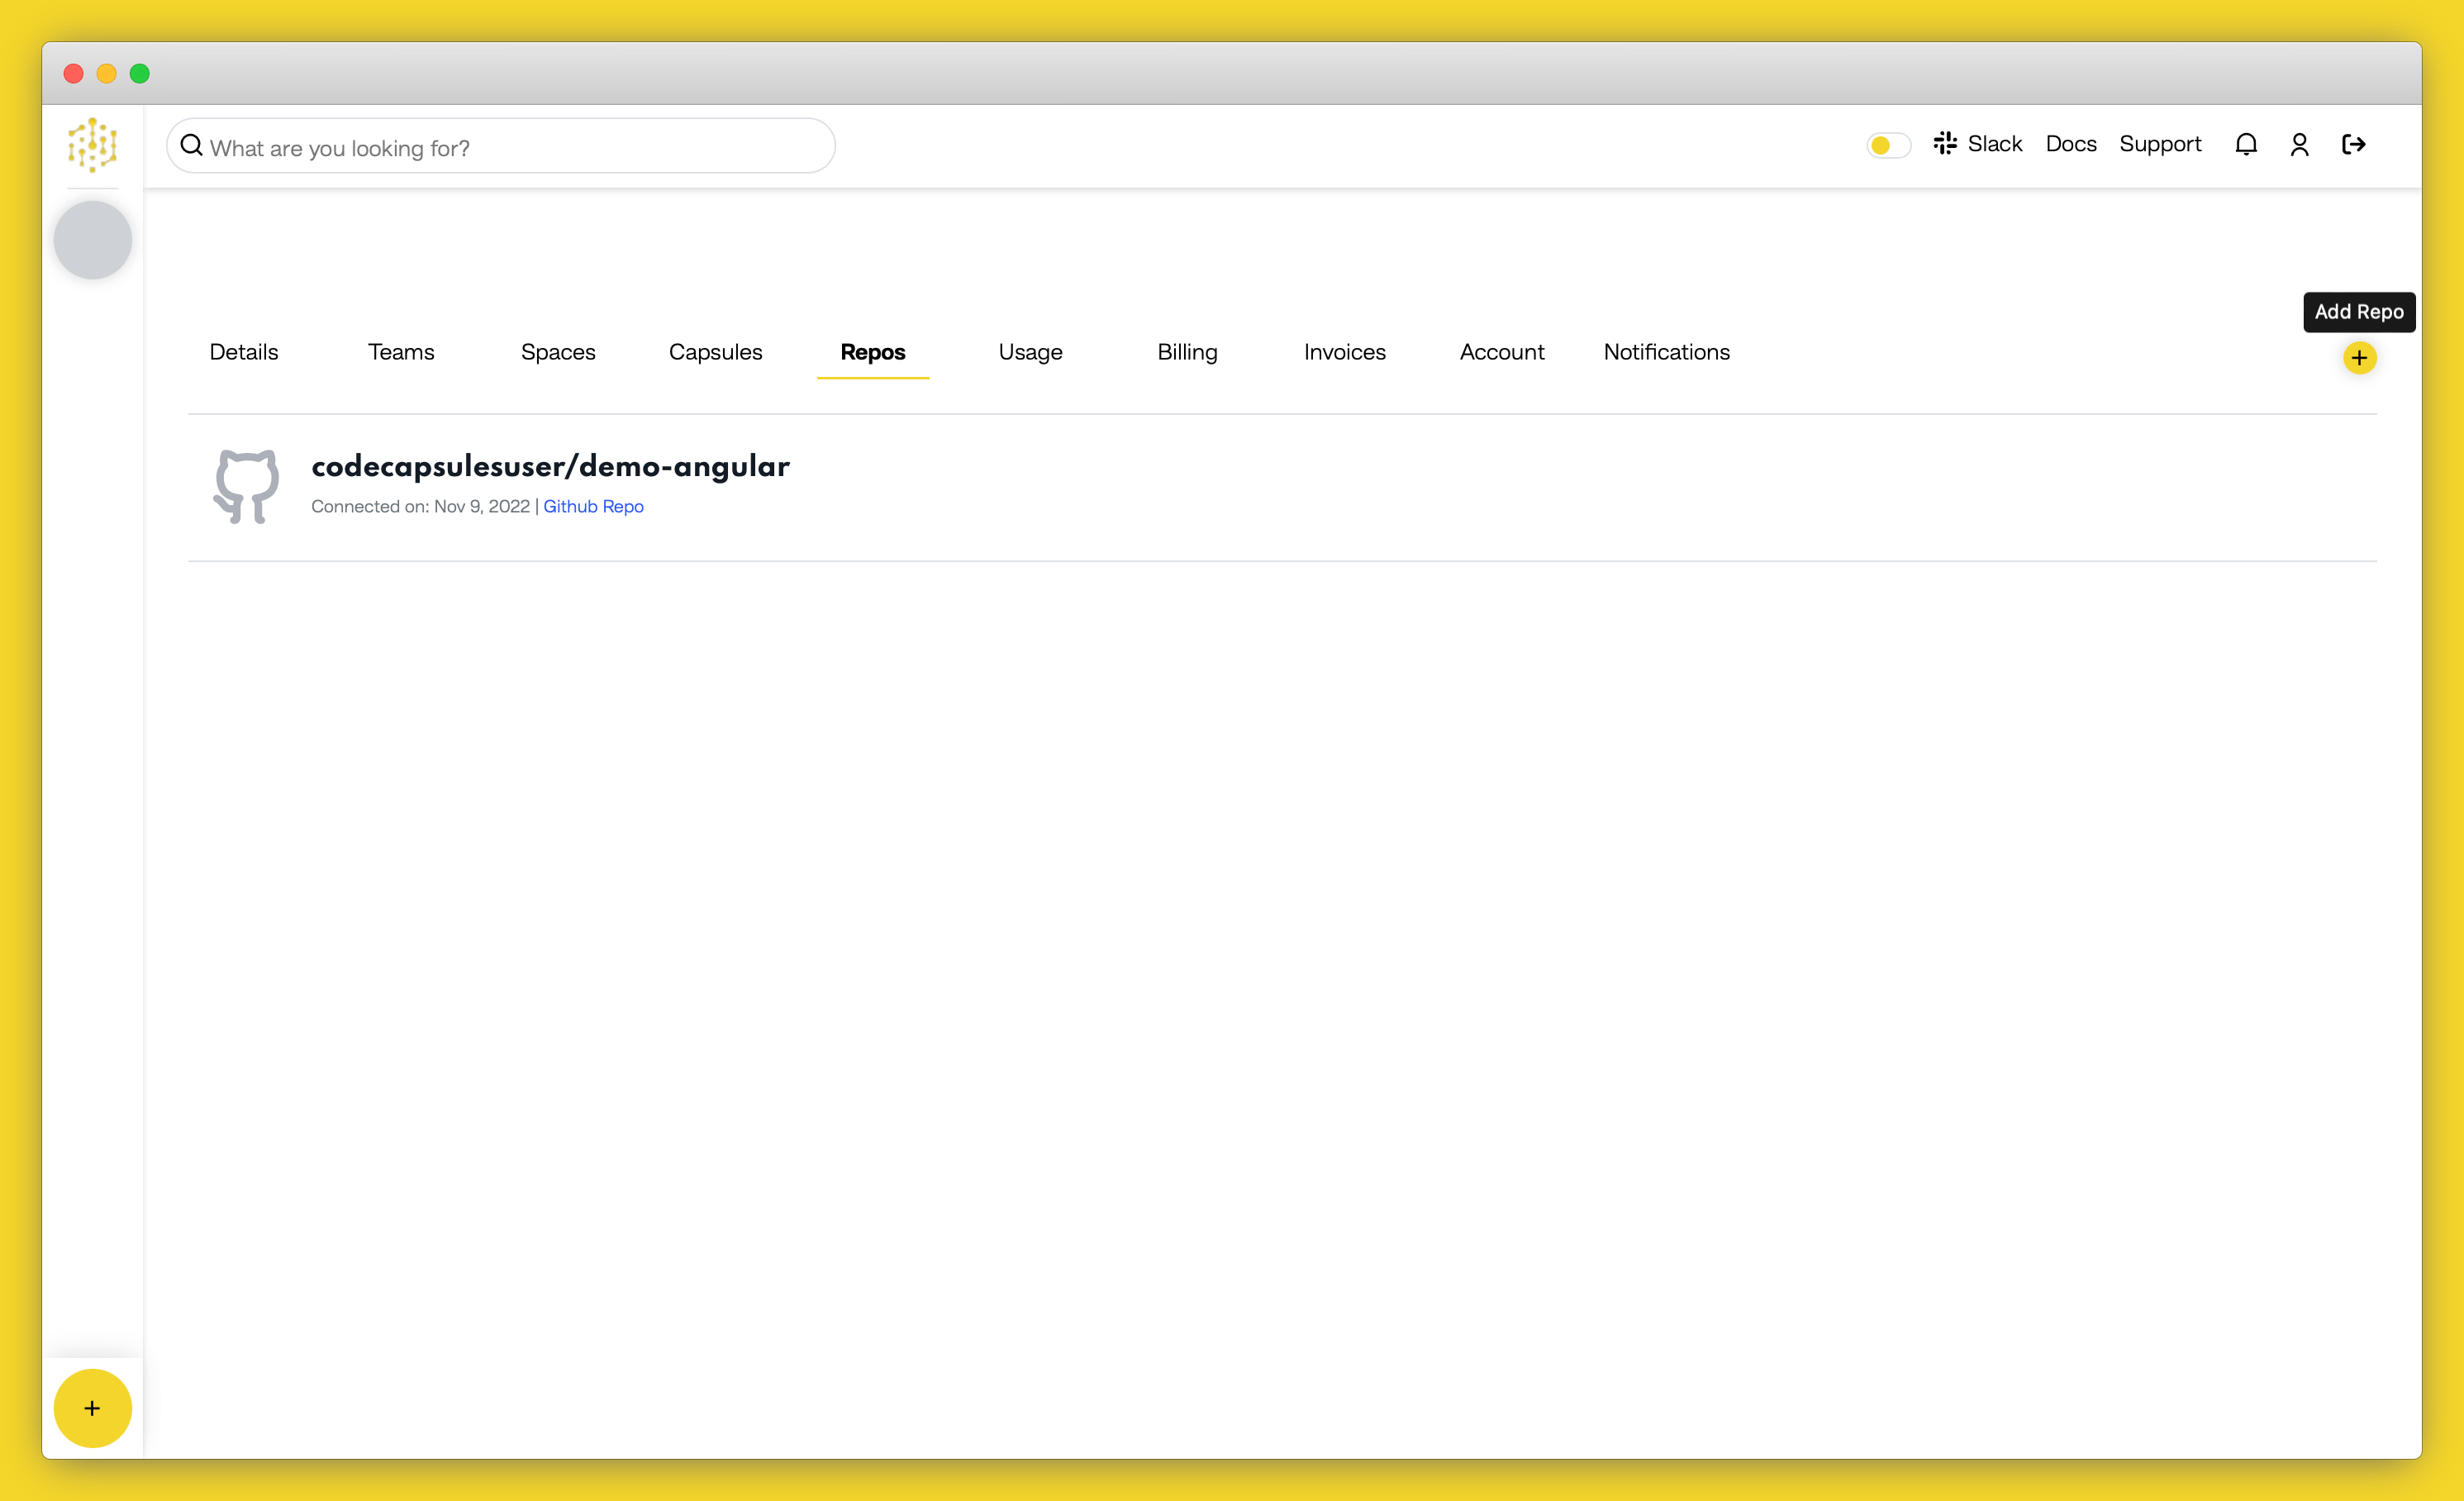 What are you looking for?
Slack Docs Support
Add Repo
Details Teams Spaces Capsules Repos Usage Billing Invoices Account Notifications
codecapsulesuser/demo-angular
Connected on: Nov 9, 2022 | Github Repo